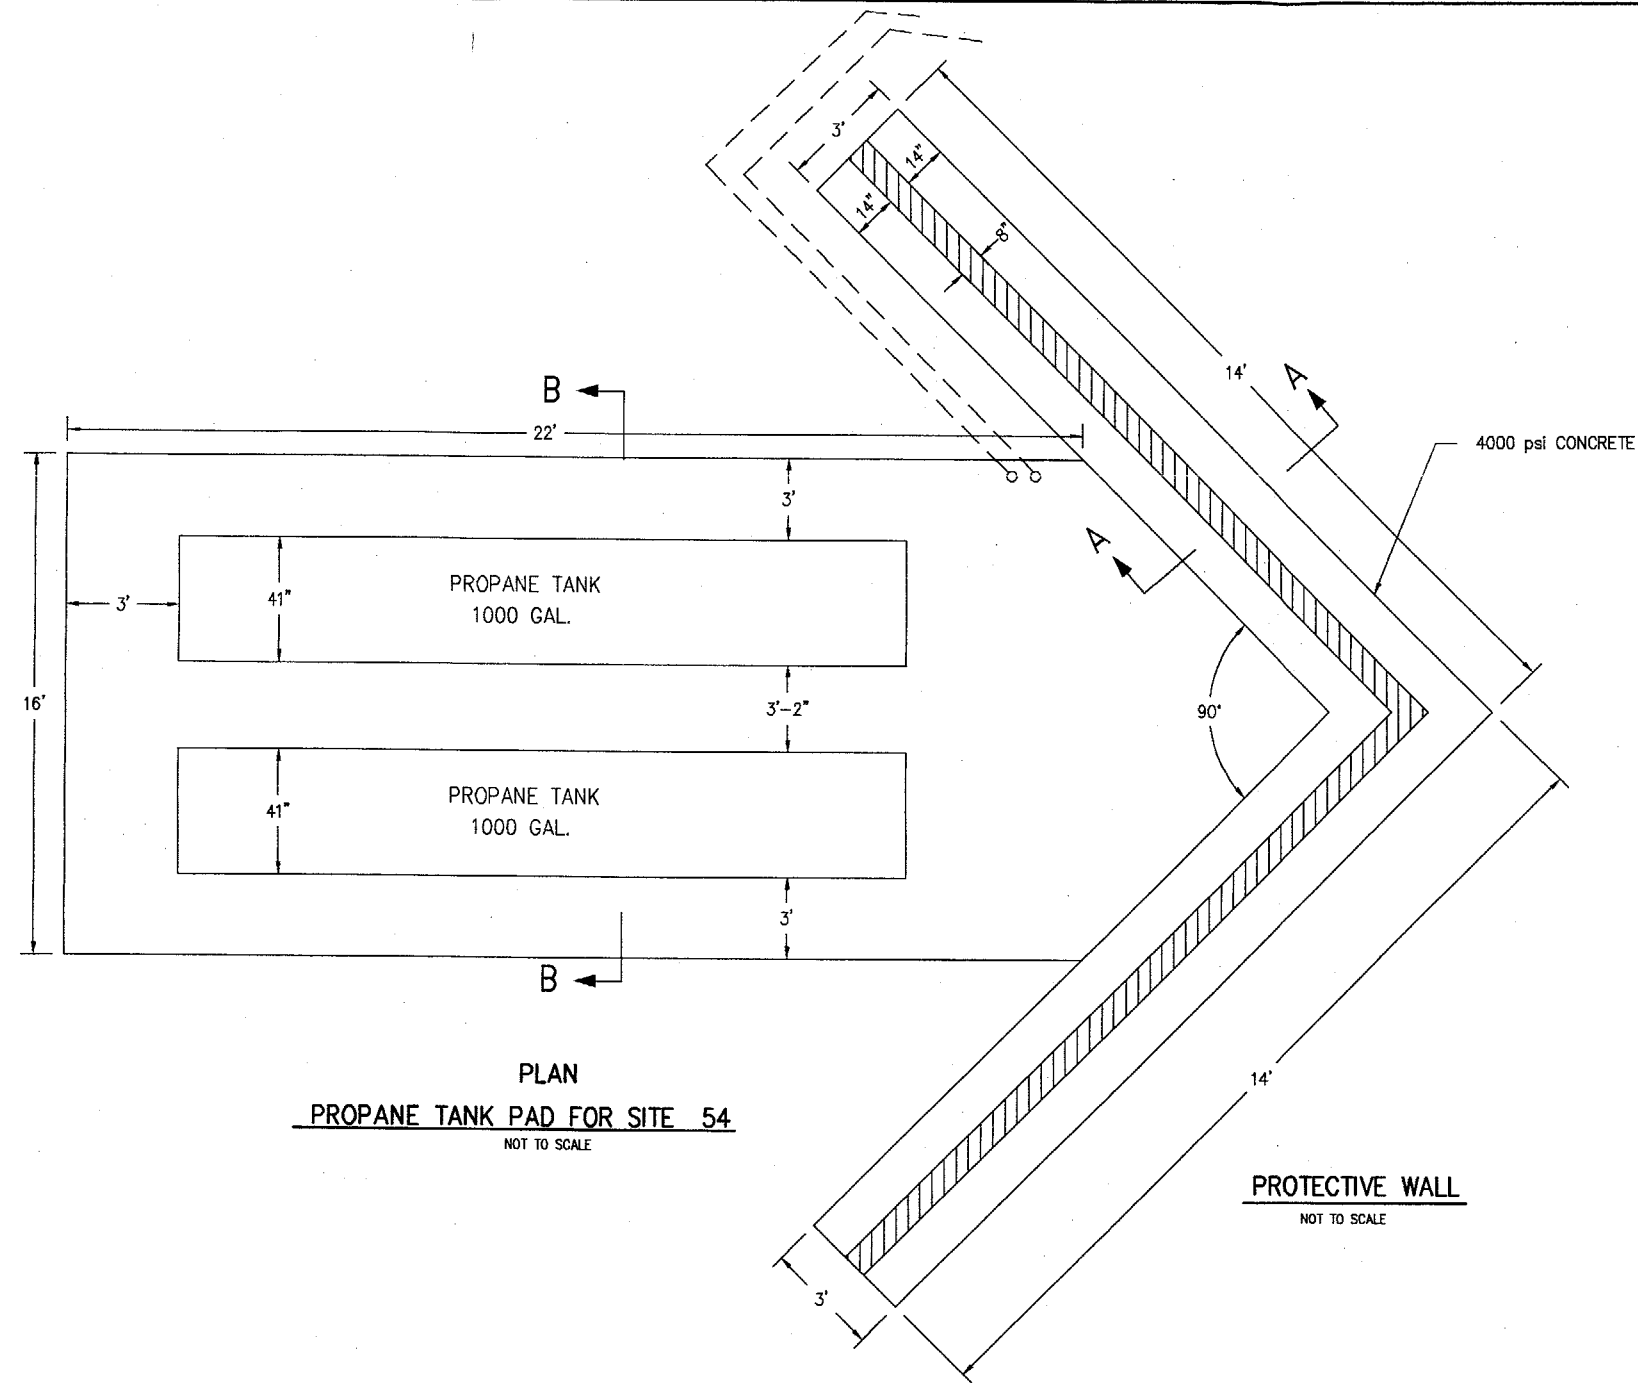 3'
14"
14"
8"
14'
A
B
22'
4000 psi CONCRETE
3'
A
41"
PROPANE TANK
1000 GAL.
3'
16'
3'-2"
90°
41"
PROPANE TANK
1000 GAL.
3'
B
PLAN
PROPANE TANK PAD FOR SITE 54
NOT TO SCALE
14'
PROTECTIVE WALL
NOT TO SCALE
3'